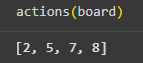 actions(board)
[2, 5, 7, 8]